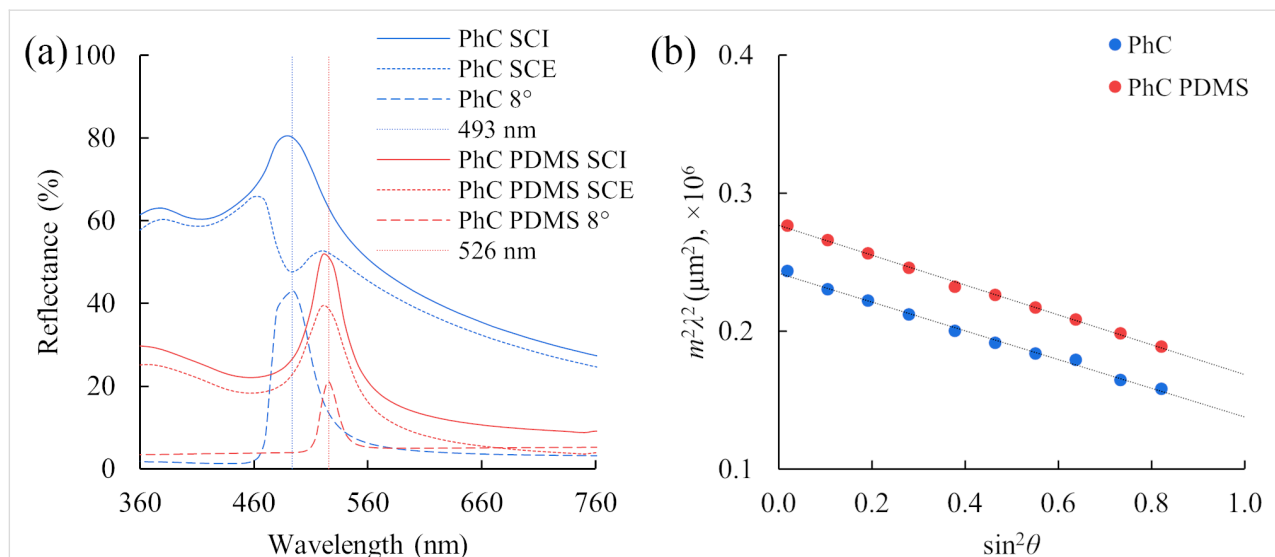 (a)
100
80
60
40
20
0
360
460
560
660
760
Reflectance (%)
Wavelength (nm)
PhC SCI
PhC SCE
PhC 8°
493 nm
PhC PDMS SCI
PhC PDMS SCE
PhC PDMS 8°
526 nm
(b)
0.4
0.3
0.2
0.1
0.0
0.2
0.4
0.6
0.8
1.0
m²λ² (μm²), ×10⁶
sin²θ
PhC
PhC PDMS